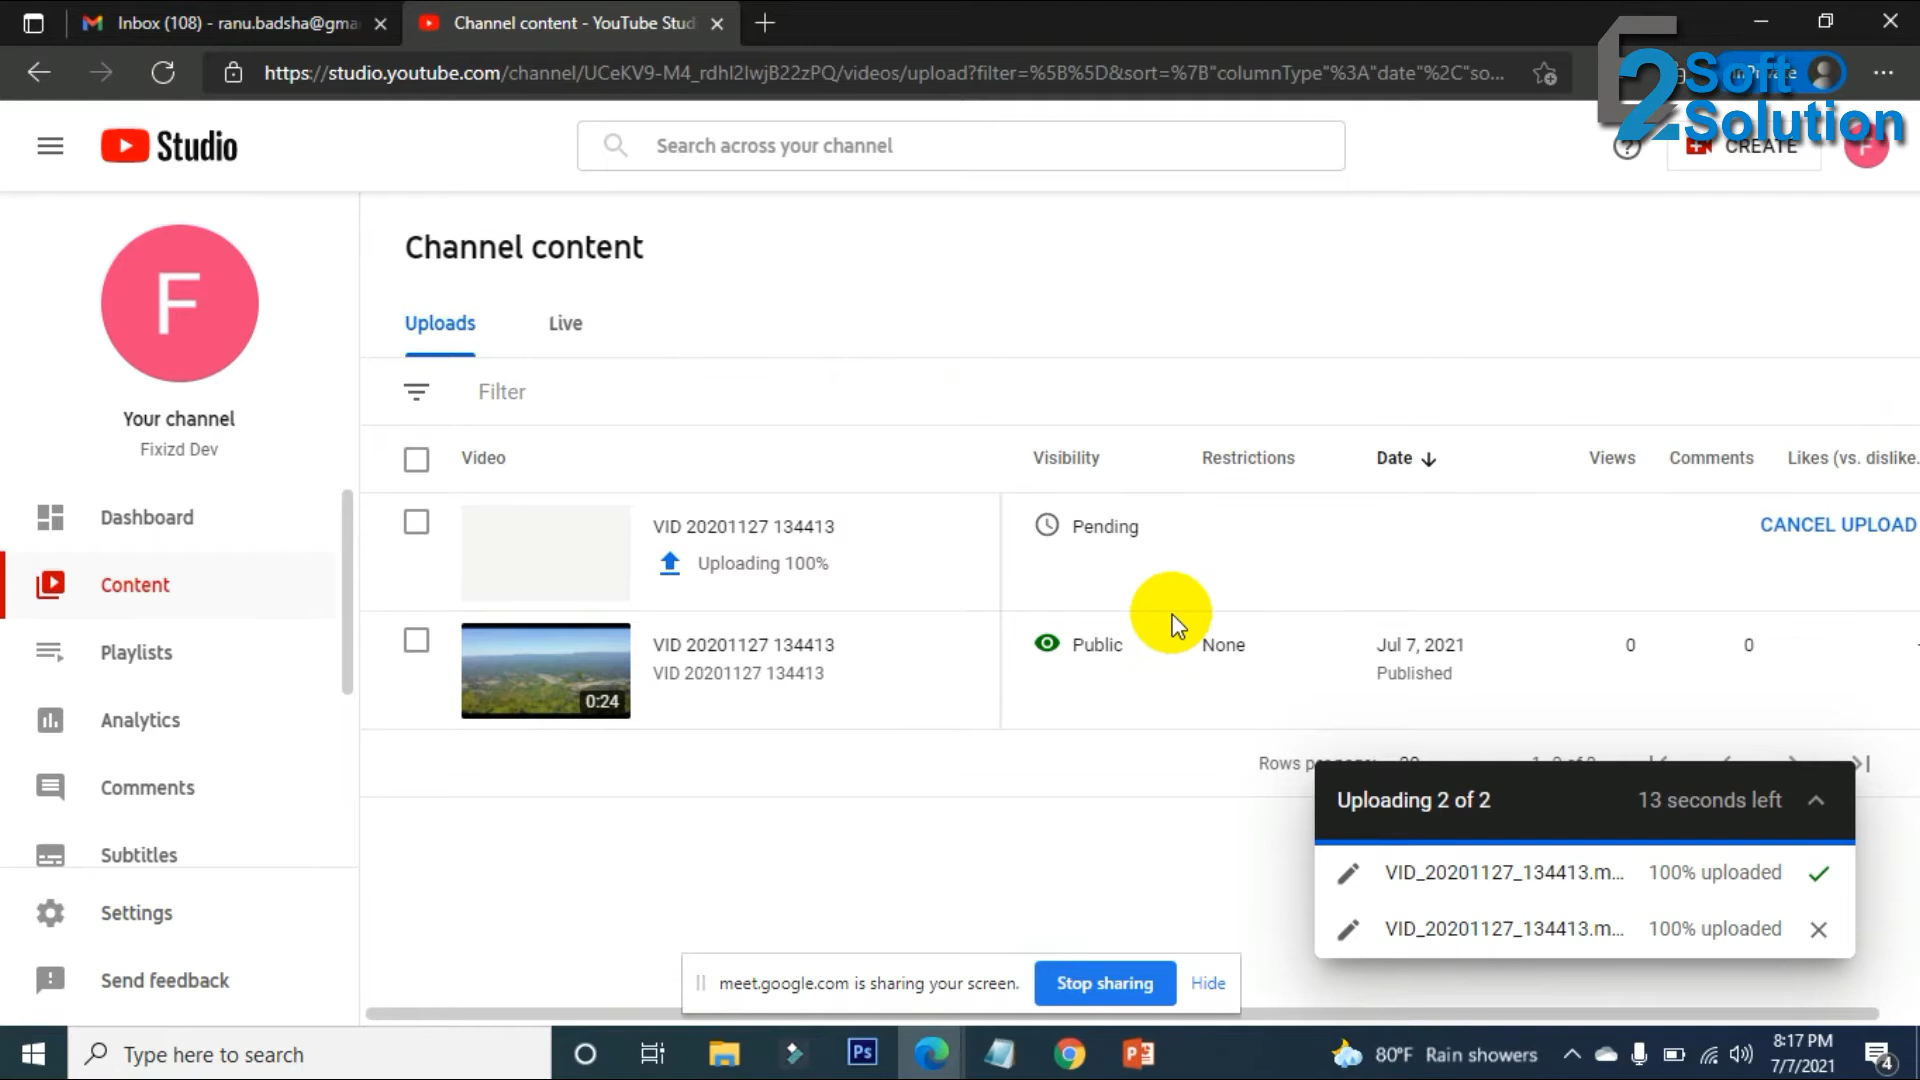 Inbox (108) - ranu.badsha@gma
Channel content - YouTube Stud
https://studio.youtube.com/channel/UCeKV9-M4_rdhI2IwjB22zPQ/videos/upload?filter=%5B%5D&sort=%7B"columnType"%3A"date"%2C"so...
Soft
Solution
Studio
Search across your channel
CREATE
F
F
Your channel
Fixizd Dev
Dashboard
Content
Playlists
Analytics
Comments
Subtitles
Settings
Send feedback
Channel content
Uploads
Live
Filter
Video
Visibility
Restrictions
Date
Views
Comments
Likes (vs. dislike.
VID 20201127 134413
Uploading 100%
Pending
CANCEL UPLOAD
0:24
VID 20201127 134413
VID 20201127 134413
Public
None
Jul 7, 2021
Published
0
0
Uploading 2 of 2
13 seconds left
VID_20201127_134413.m...
100% uploaded
VID_20201127_134413.m...
100% uploaded
meet.google.com is sharing your screen.
Stop sharing
Hide
Type here to search
Ps
80°F Rain showers
8:17 PM
7/7/2021
4